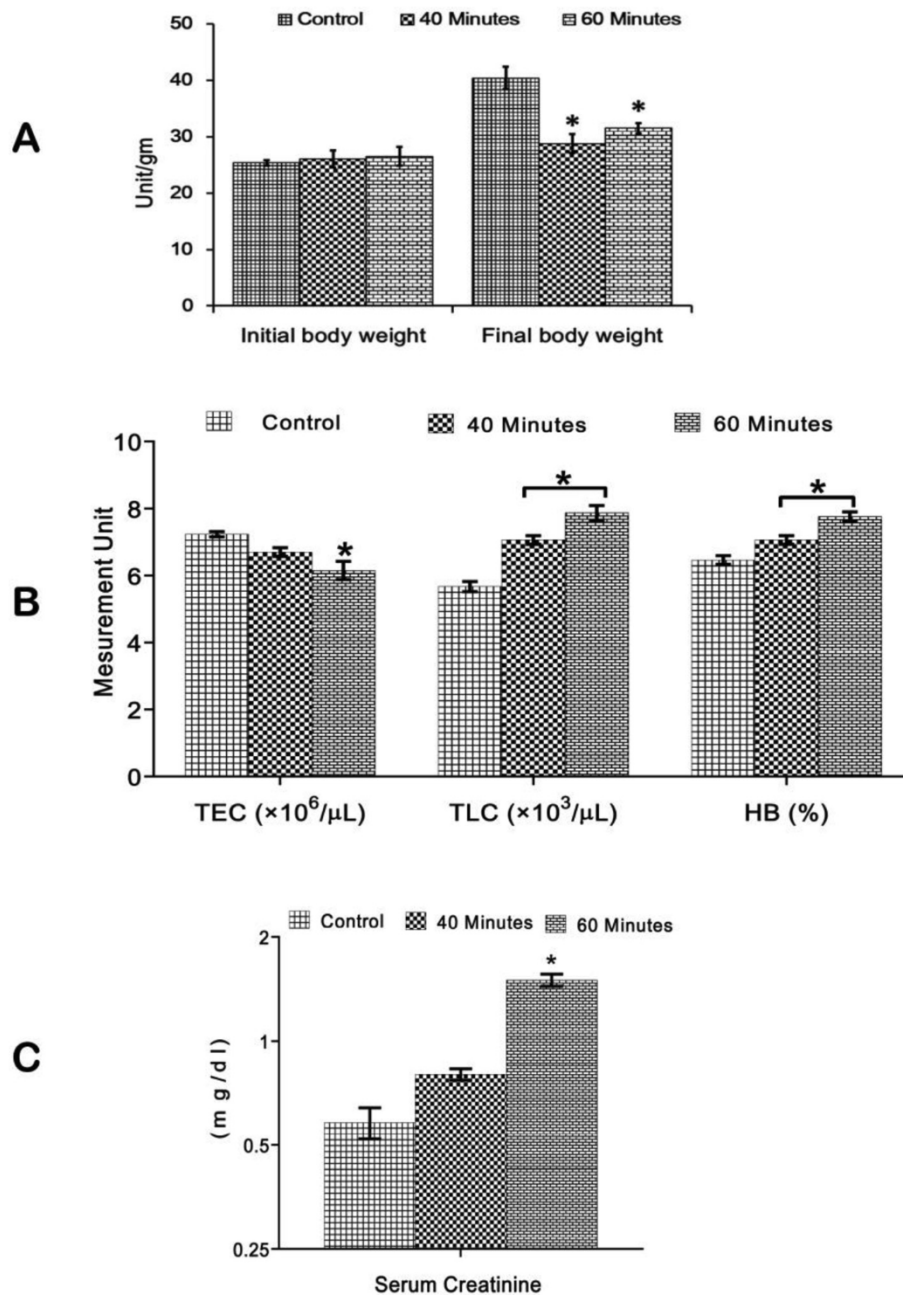 A
Control 40 Minutes 60 Minutes
50
40
30
20
10
0
Unit/gm
* *
Initial body weight Final body weight
B
Control 40 Minutes 60 Minutes
10
8
6
4
2
0
Mesurement Unit
* * *
TEC (×10⁶/µL) TLC (×10³/µL) HB (%)
C
Control 40 Minutes 60 Minutes
2
1
0.5
0.25
(mg/dl)
*
Serum Creatinine